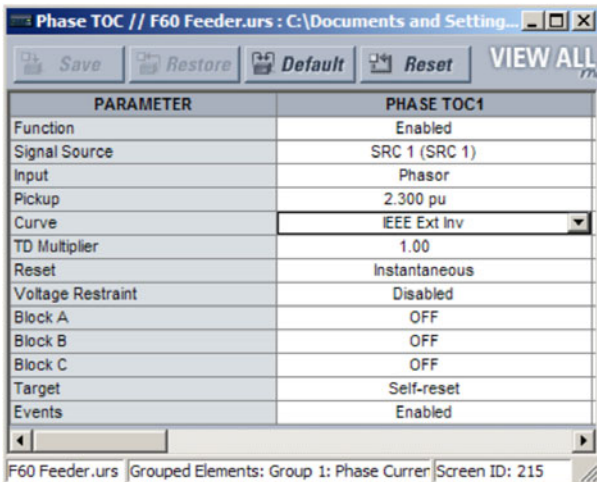 Phase TOC // F60 Feeder.urs : C:\Documents and Setting...
Save Restore Default Reset VIEW ALL
PARAMETER PHASE TOC1
Function Enabled
Signal Source SRC 1 (SRC 1)
Input Phasor
Pickup 2.300 pu
Curve IEEE Ext Inv
TD Multiplier 1.00
Reset Instantaneous
Voltage Restraint Disabled
Block A OFF
Block B OFF
Block C OFF
Target Self-reset
Events Enabled
F60 Feeder.urs Grouped Elements: Group 1: Phase Curren Screen ID: 215